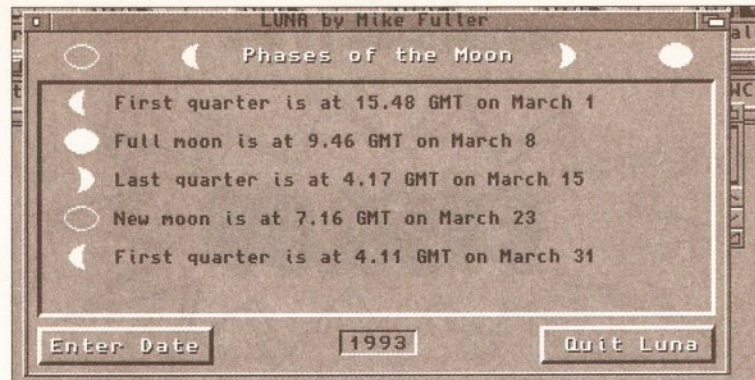 LUNA by Mike Fuller
Phases of the Moon
First quarter is at 15.48 GMT on March 1
Full moon is at 9.46 GMT on March 8
Last quarter is at 4.17 GMT on March 15
New moon is at 7.16 GMT on March 23
First quarter is at 4.11 GMT on March 31
Enter Date
1993
Quit Luna